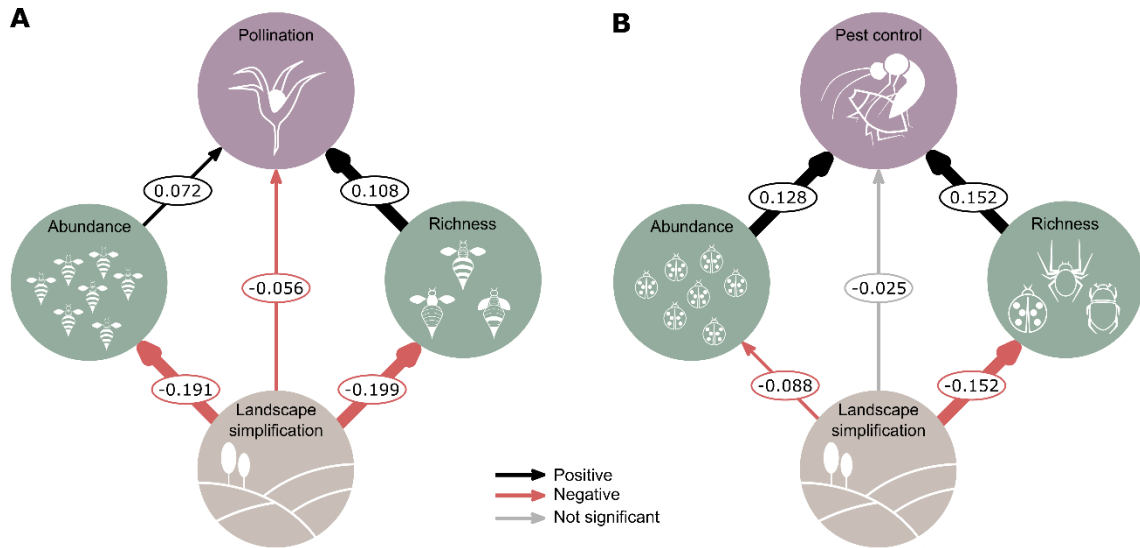 A
Pollination
0.072
0.108
Abundance
Richness
-0.056
-0.191
-0.199
Landscape
simplification
B
Pest control
0.128
0.152
Abundance
Richness
-0.025
-0.088
-0.152
Landscape
simplification
Positive
Negative
Not significant